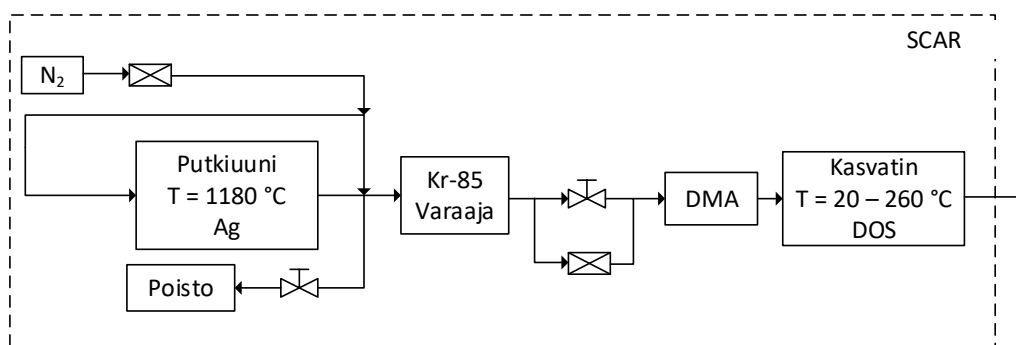 SCAR
N₂
Putkiuuni
T = 1180 °C
Ag
Kr-85
Varaaja
DMA
Kasvatin
T = 20 – 260 °C
DOS
Poisto